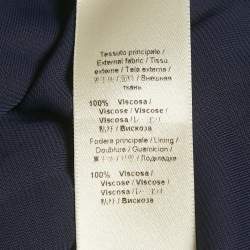 Tessuto principale /
External fabric / Tissu
externe / Tela externa /
/ Внешняя
ткань
100% Viscosa /
Viscose / Viscose /
Viscosa /
/ Вискоза
Fodera principale / Lining /
Doublure / Guarnicion /
/ Подкладка
100% Viscosa /
Viscose / Viscose /
Viscosa /
/ Вискоза